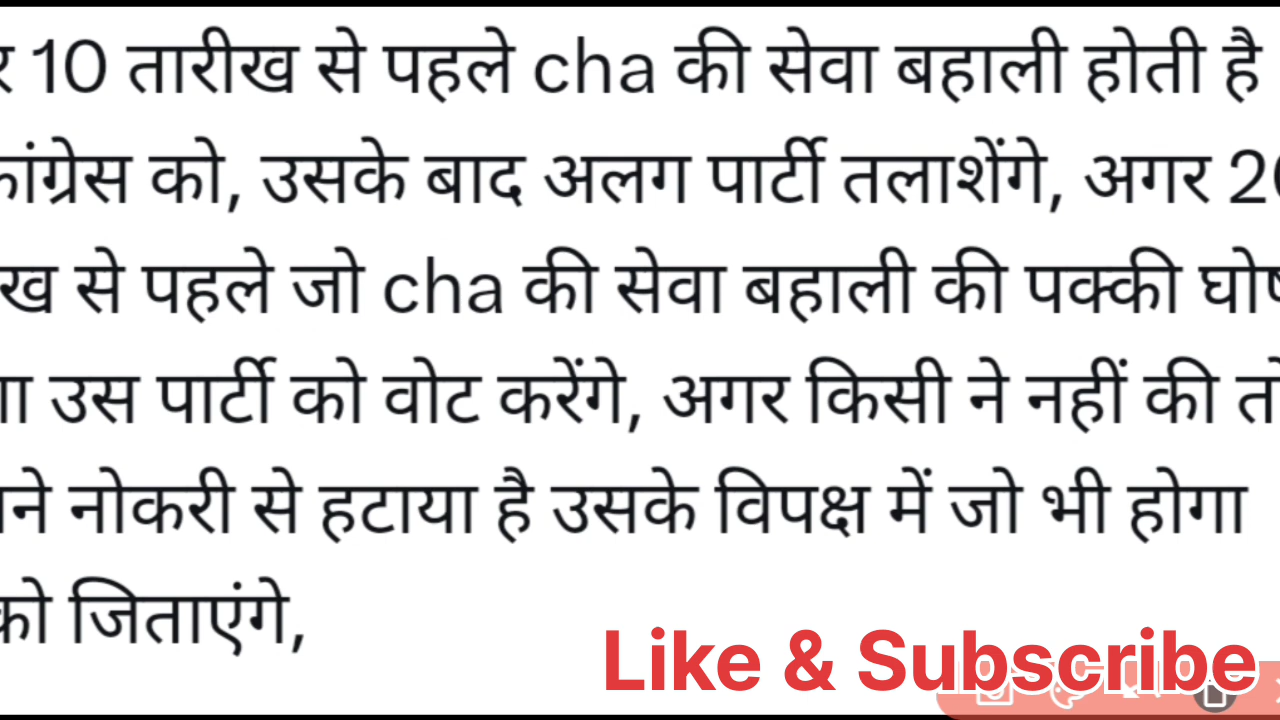 10 तारीख से पहले cha की सेवा बहाली होती है
कांग्रेस को, उसके बाद अलग पार्टी तलाशेंगे, अगर
से पहले जो cha की सेवा बहाली की पक्की
उस पार्टी को वोट करेंगे, अगर किसी ने नहीं की
नोकरी से हटाया है उसके विपक्ष में जो भी होगा
को जिताएंगे,
Like & Subscribe